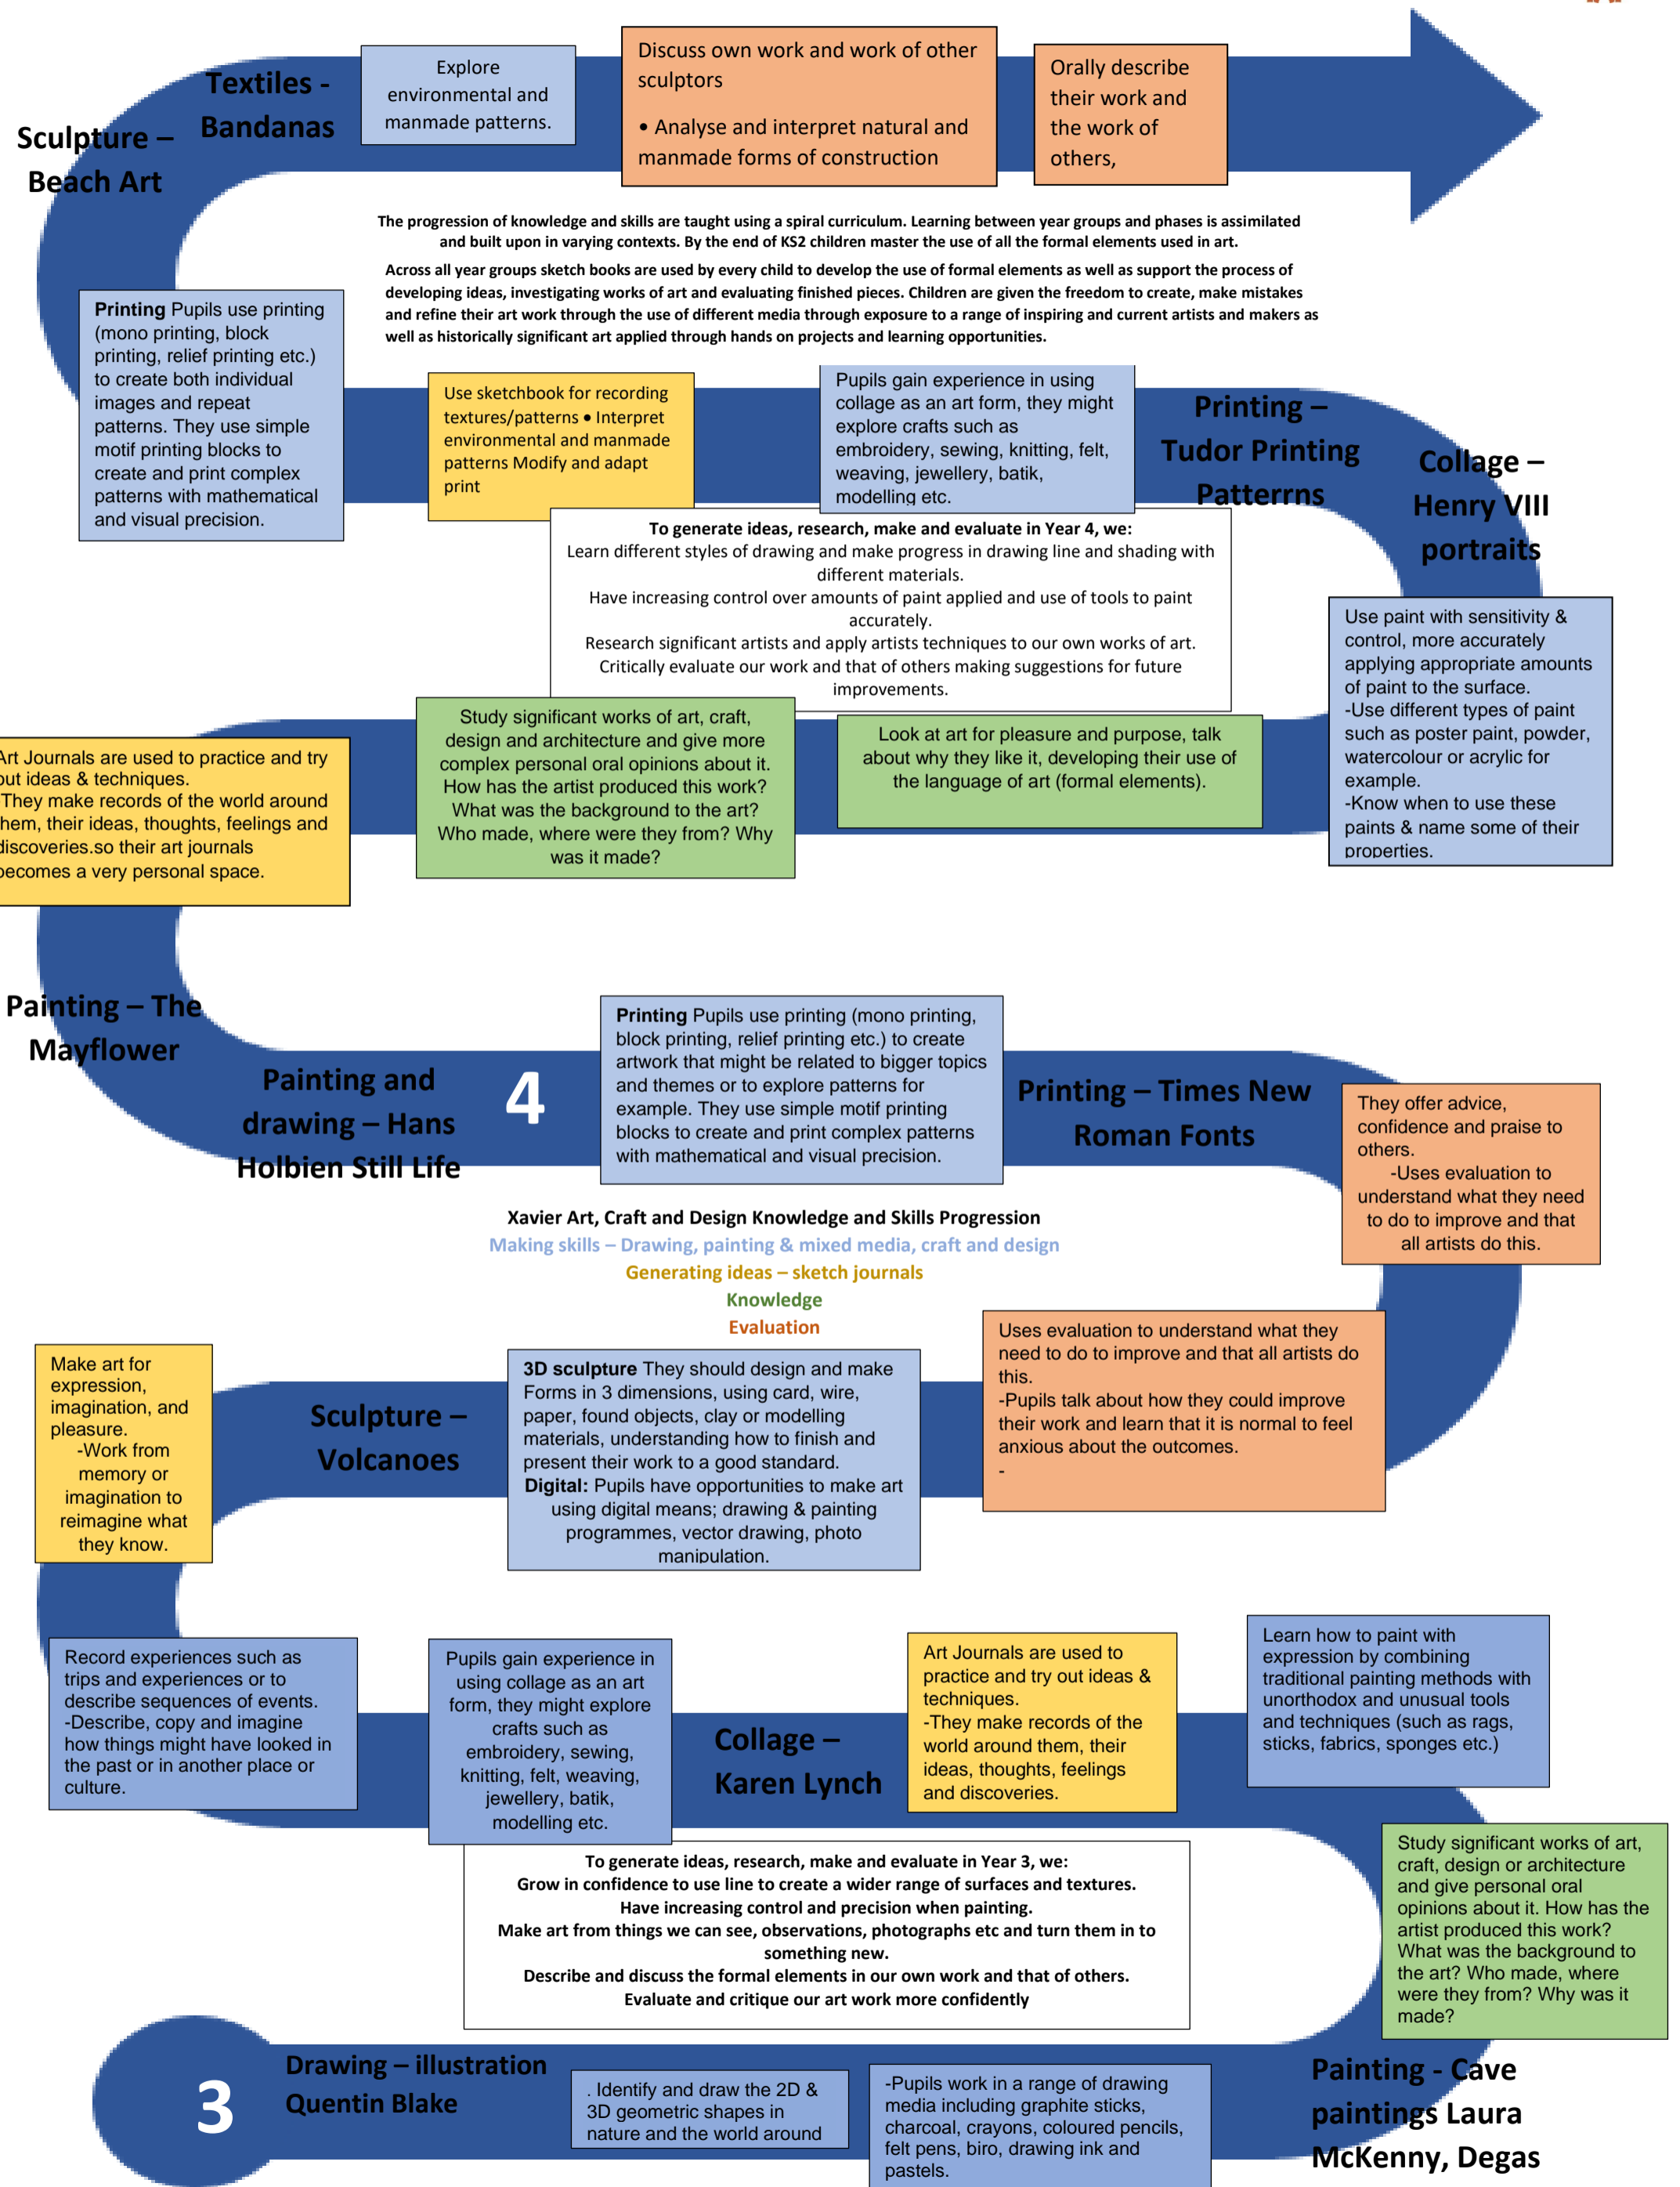 Textiles -
Bandanas
Sculpture –
Beach Art
Explore
environmental and
manmade patterns.
Discuss own work and work of other
sculptors
• Analyse and interpret natural and
manmade forms of construction
Orally describe
their work and
the work of
others,
The progression of knowledge and skills are taught using a spiral curriculum. Learning between year groups and phases is assimilated
and built upon in varying contexts. By the end of KS2 children master the use of all the formal elements used in art.
Across all year groups sketch books are used by every child to develop the use of formal elements as well as support the process of
developing ideas, investigating works of art and evaluating finished pieces. Children are given the freedom to create, make mistakes
and refine their art work through the use of different media through exposure to a range of inspiring and current artists and makers as
well as historically significant art applied through hands on projects and learning opportunities.
Printing Pupils use printing
(mono printing, block
printing, relief printing etc.)
to create both individual
images and repeat
patterns. They use simple
motif printing blocks to
create and print complex
patterns with mathematical
and visual precision.
Use sketchbook for recording
textures/patterns • Interpret
environmental and manmade
patterns Modify and adapt
print
Pupils gain experience in using
collage as an art form, they might
explore crafts such as
embroidery, sewing, knitting, felt,
weaving, jewellery, batik,
modelling etc.
Printing –
Tudor Printing
Patterrns
Collage –
Henry VIII
portraits
To generate ideas, research, make and evaluate in Year 4, we:
Learn different styles of drawing and make progress in drawing line and shading with
different materials.
Have increasing control over amounts of paint applied and use of tools to paint
accurately.
Research significant artists and apply artists techniques to our own works of art.
Critically evaluate our work and that of others making suggestions for future
improvements.
Use paint with sensitivity &
control, more accurately
applying appropriate amounts
of paint to the surface.
-Use different types of paint
such as poster paint, powder,
watercolour or acrylic for
example.
-Know when to use these
paints & name some of their
properties.
Art Journals are used to practice and try
out ideas & techniques.
-They make records of the world around
them, their ideas, thoughts, feelings and
discoveries.so their art journals
becomes a very personal space.
Study significant works of art, craft,
design and architecture and give more
complex personal oral opinions about it.
How has the artist produced this work?
What was the background to the art?
Who made, where were they from? Why
was it made?
Look at art for pleasure and purpose, talk
about why they like it, developing their use of
the language of art (formal elements).
Painting – The
Mayflower
Painting and
drawing – Hans
Holbien Still Life
4
Printing Pupils use printing (mono printing,
block printing, relief printing etc.) to create
artwork that might be related to bigger topics
and themes or to explore patterns for
example. They use simple motif printing
blocks to create and print complex patterns
with mathematical and visual precision.
Printing – Times New
Roman Fonts
They offer advice,
confidence and praise to
others.
-Uses evaluation to
understand what they need
to do to improve and that
all artists do this.
Xavier Art, Craft and Design Knowledge and Skills Progression
Making skills – Drawing, painting & mixed media, craft and design
Generating ideas – sketch journals
Knowledge
Evaluation
Make art for
expression,
imagination, and
pleasure.
-Work from
memory or
imagination to
reimagine what
they know.
Sculpture –
Volcanoes
3D sculpture They should design and make
Forms in 3 dimensions, using card, wire,
paper, found objects, clay or modelling
materials, understanding how to finish and
present their work to a good standard.
Digital: Pupils have opportunities to make art
using digital means; drawing & painting
programmes, vector drawing, photo
manipulation.
Uses evaluation to understand what they
need to do to improve and that all artists do
this.
-Pupils talk about how they could improve
their work and learn that it is normal to feel
anxious about the outcomes.
-
Record experiences such as
trips and experiences or to
describe sequences of events.
-Describe, copy and imagine
how things might have looked in
the past or in another place or
culture.
Pupils gain experience in
using collage as an art
form, they might explore
crafts such as
embroidery, sewing,
knitting, felt, weaving,
jewellery, batik,
modelling etc.
Collage –
Karen Lynch
Art Journals are used to
practice and try out ideas &
techniques.
-They make records of the
world around them, their
ideas, thoughts, feelings
and discoveries.
Learn how to paint with
expression by combining
traditional painting methods with
unorthodox and unusual tools
and techniques (such as rags,
sticks, fabrics, sponges etc.)
To generate ideas, research, make and evaluate in Year 3, we:
Grow in confidence to use line to create a wider range of surfaces and textures.
Have increasing control and precision when painting.
Make art from things we can see, observations, photographs etc and turn them in to
something new.
Describe and discuss the formal elements in our own work and that of others.
Evaluate and critique our art work more confidently
Study significant works of art,
craft, design or architecture
and give personal oral
opinions about it. How has the
artist produced this work?
What was the background to
the art? Who made, where
were they from? Why was it
made?
3
Drawing – illustration
Quentin Blake
. Identify and draw the 2D &
3D geometric shapes in
nature and the world around
-Pupils work in a range of drawing
media including graphite sticks,
charcoal, crayons, coloured pencils,
felt pens, biro, drawing ink and
pastels.
Painting - Cave
paintings Laura
McKenny, Degas